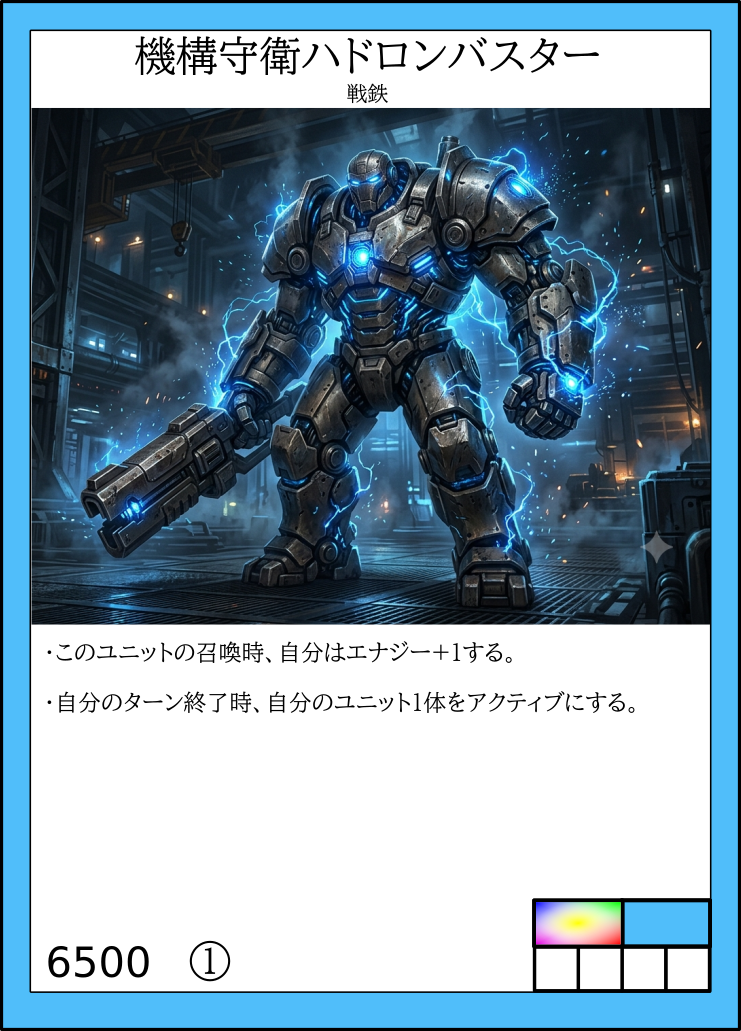 機構守衛ハドロンバスター
戦鉄
・このユニットの召喚時、自分はエナジー＋1する。
・自分のターン終了時、自分のユニット1体をアクティブにする。
6500 ①